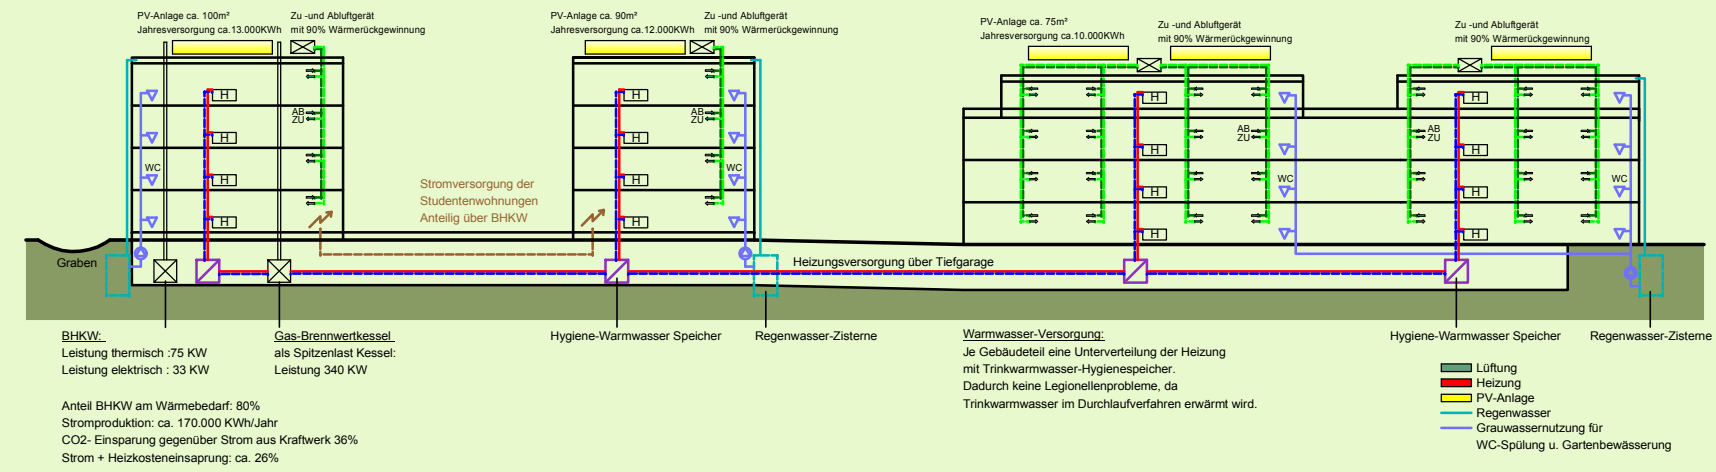 PV-Anlage ca. 100m²
Jahresversorgung ca.13.000KWh
Zu -und Abluftgerät
mit 90% Wärmerückgewinnung
PV-Anlage ca. 90m²
Jahresversorgung ca.12.000KWh
Zu -und Abluftgerät
mit 90% Wärmerückgewinnung
PV-Anlage ca. 75m²
Jahresversorgung ca.10.000KWh
Zu -und Abluftgerät
mit 90% Wärmerückgewinnung
Zu -und Abluftgerät
mit 90% Wärmerückgewinnung
H
H
H
H
AB
ZU
WC
H
H
H
H
AB
ZU
WC
H
H
H
H
AB
ZU
WC
H
H
H
H
AB
ZU
WC
Stromversorgung der
Studentenwohnungen
Anteilig über BHKW
Graben
Heizungsversorgung über Tiefgarage
BHKW:
Leistung thermisch :75 KW
Leistung elektrisch : 33 KW
Gas-Brennwertkessel
als Spitzenlast Kessel:
Leistung 340 KW
Hygiene-Warmwasser Speicher
Regenwasser-Zisterne
Warmwasser-Versorgung:
Je Gebäudeteil eine Unterverteilung der Heizung
mit Trinkwarmwasser-Hygienespeicher.
Dadurch keine Legionellenprobleme, da
Trinkwarmwasser im Durchlaufverfahren erwärmt wird.
Hygiene-Warmwasser Speicher
Regenwasser-Zisterne
Anteil BHKW am Wärmebedarf: 80%
Stromproduktion: ca. 170.000 KWh/Jahr
CO2- Einsparung gegenüber Strom aus Kraftwerk 36%
Strom + Heizkosteneinsaprung: ca. 26%
Lüftung
Heizung
PV-Anlage
Regenwasser
Grauwassernutzung für
WC-Spülung u. Gartenbewässerung